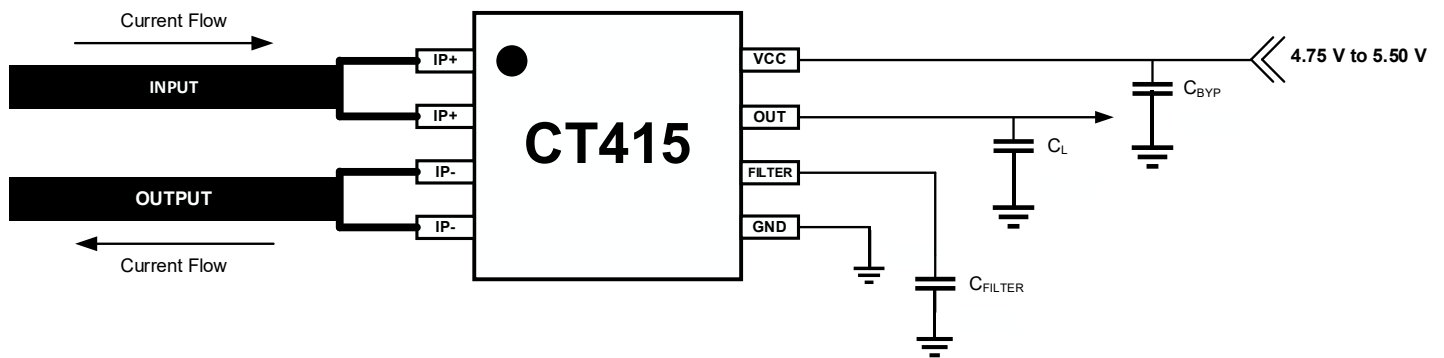 Current Flow
INPUT
OUTPUT
Current Flow
IP+
IP+
IP-
IP-
CT415
VCC
OUT
FILTER
GND
4.75 V to 5.50 V
CBYP
CL
CFILTER